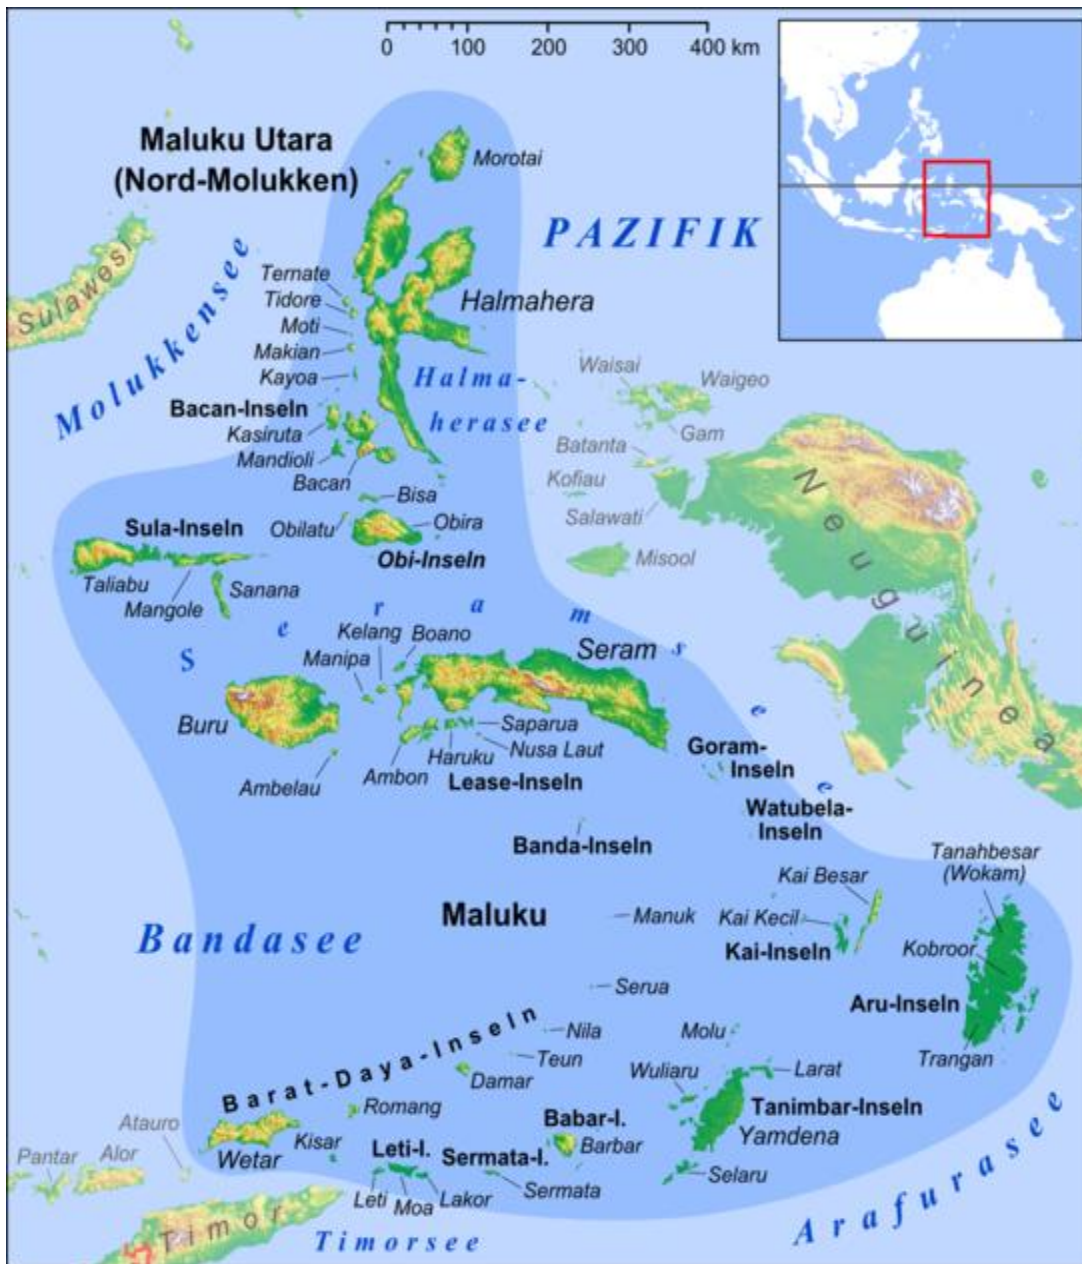 0 100 200 300 400 km
Maluku Utara
(Nord-Molukken)
Morotai
PAZIFIK
Sulawesi
Molukkensee
Ternate
Tidore
Moti
Makian
Kayoa
Halmahera
Halma-
herasee
Waisai
Waigeo
Gam
Batanta
Kofiau
Salawati
Misool
Neuguinea
Bacan-Inseln
Kasiruta
Mandioli
Bacan
Bisa
Obilatu
Obira
Obi-Inseln
Sula-Inseln
Taliabu
Mangole
Sanana
Seramsee
Kelang
Boano
Manipa
Seram
Buru
Ambelau
Ambon
Haruku
Saparua
Nusa Laut
Lease-Inseln
Goram-
Inseln
Watubela-
Inseln
Banda-Inseln
Tanahbesar
(Wokam)
Kai Besar
Kai Kecil
Kai-Inseln
Maluku
Manuk
Bandasee
Kobroor
Aru-Inseln
Trangan
Serua
Nila
Teun
Damar
Barat-Daya-Inseln
Romang
Wetar
Kisar
Molu
Wuliaru
Larat
Tanimbar-Inseln
Yamdena
Selaru
Babar-I.
Barbar
Leti-I.
Sermata-I.
Leti
Moa
Lakor
Sermata
Atauro
Pantar
Alor
Timor
Timorsee
Arafurasee